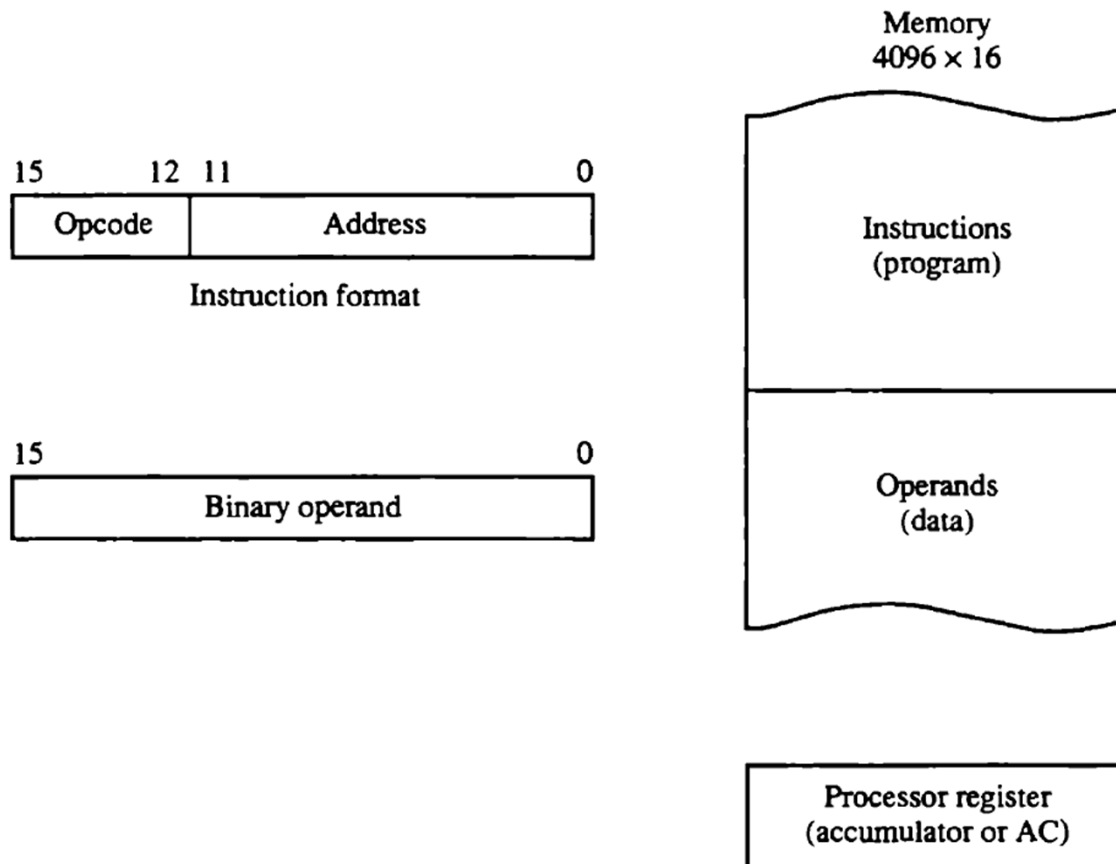 Memory
4096 × 16
15 12 11 0
Opcode Address
Instruction format
Instructions
(program)
15 0
Binary operand
Operands
(data)
Processor register
(accumulator or AC)